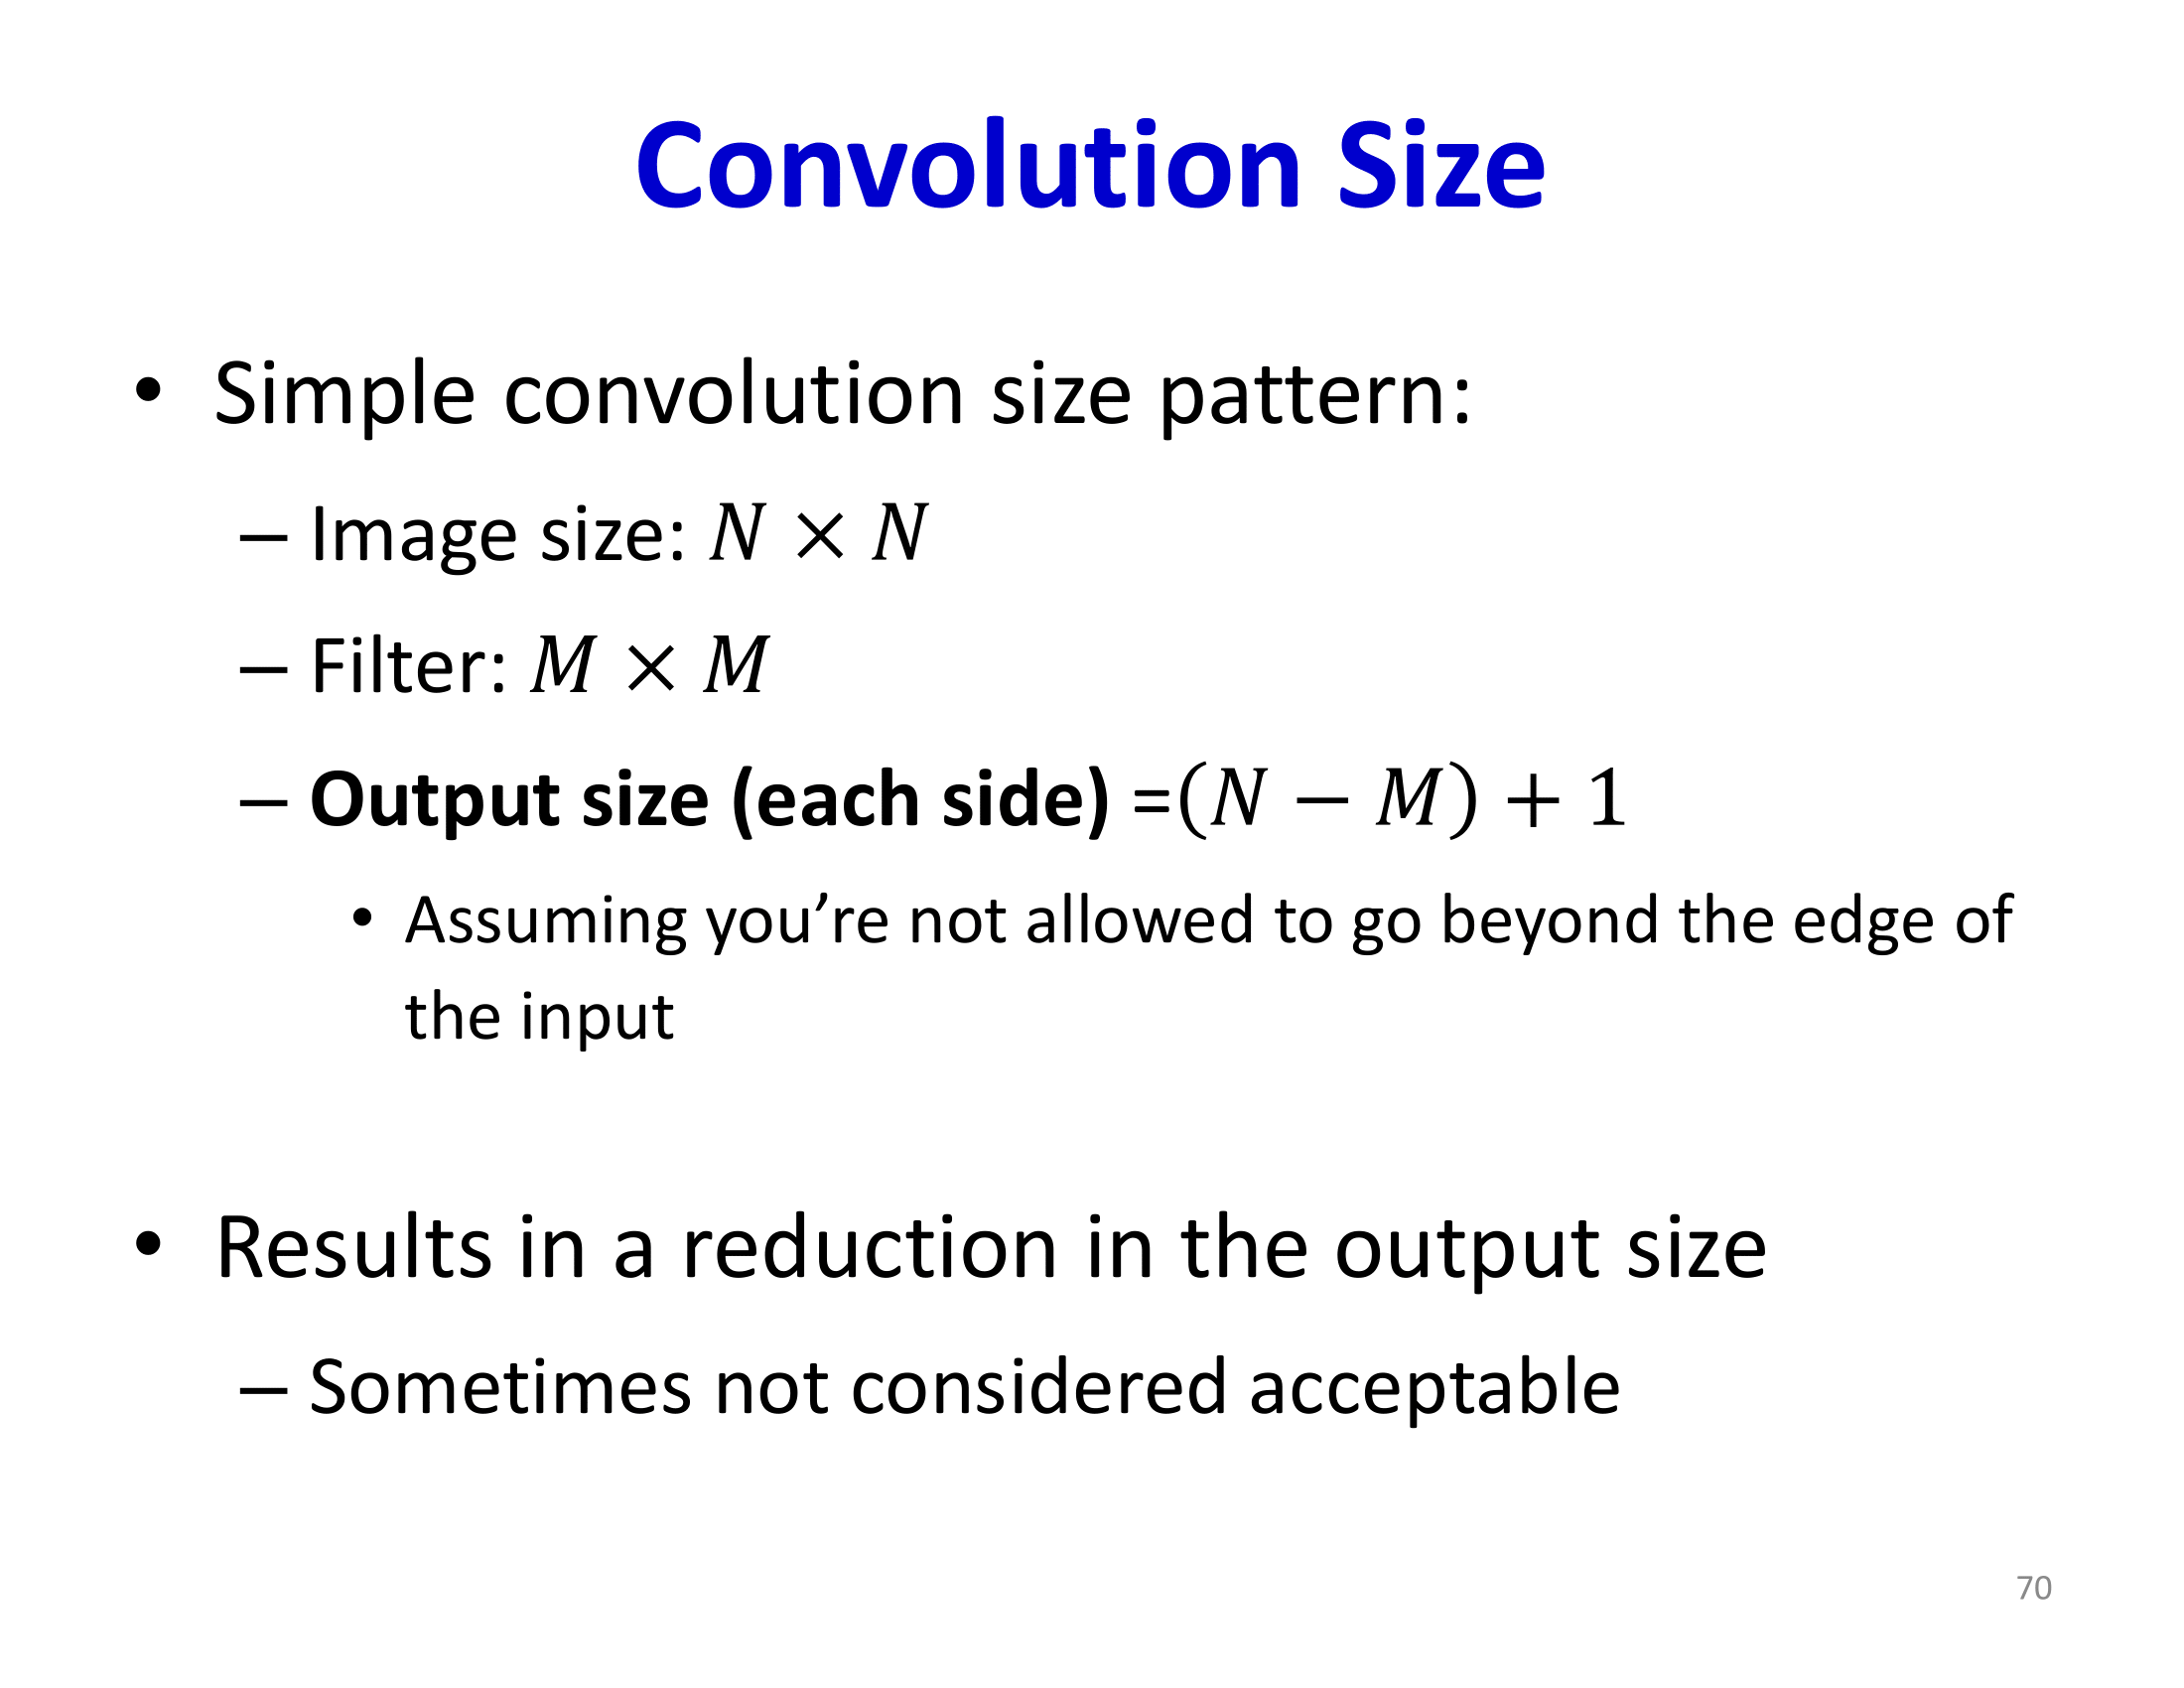 Convolution Size
• Simple convolution size pattern:
– Image size: 𝑁 × 𝑁
– Filter: 𝑀 × 𝑀
– Output size (each side) =(𝑁 − 𝑀) + 1
• Assuming you’re not allowed to go beyond the edge of
the input
• Results in a reduction in the output size
– Sometimes not considered acceptable
70